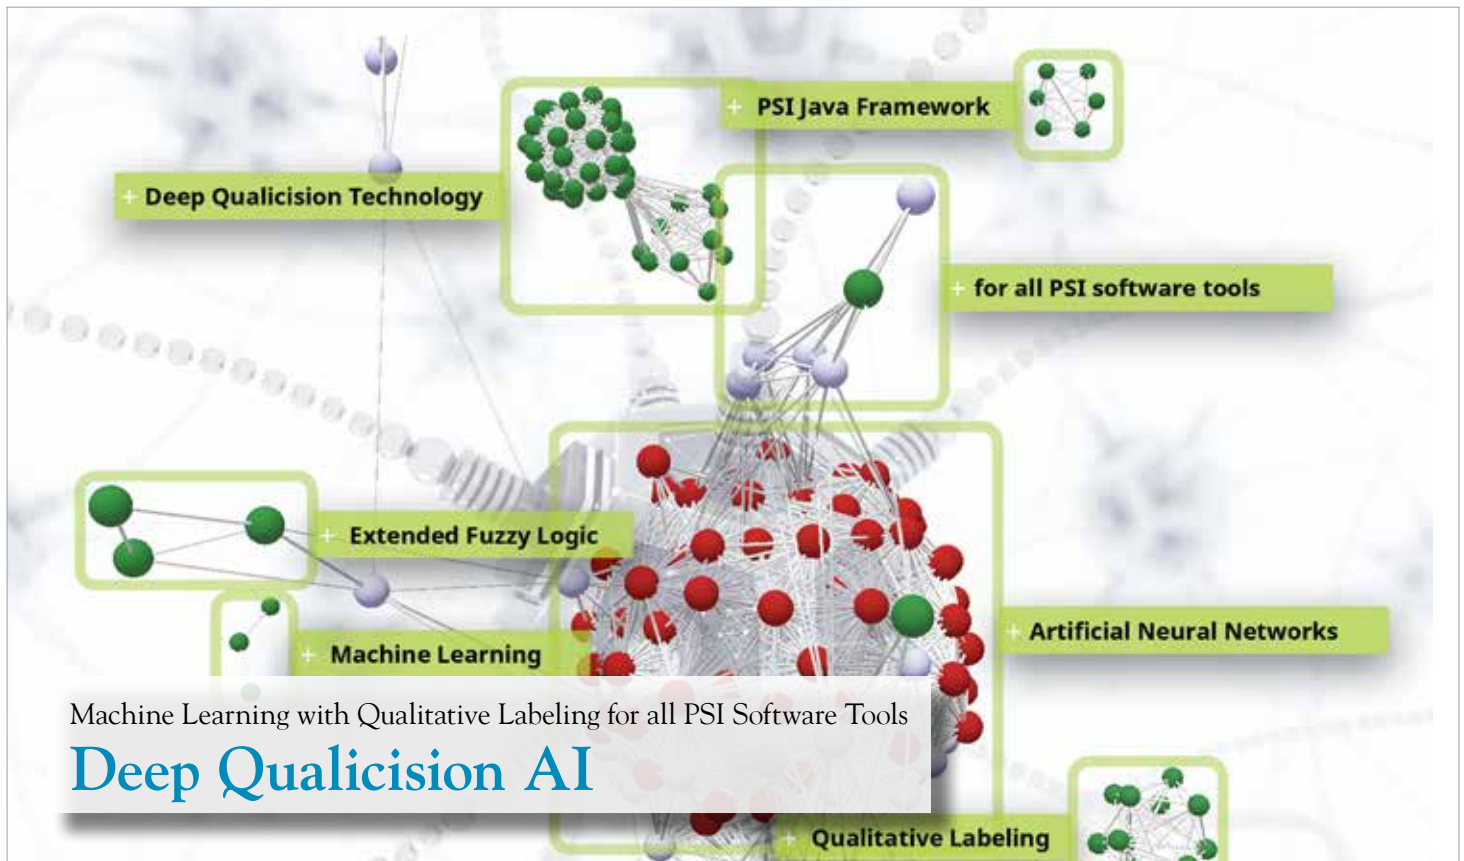 + PSI Java Framework
+ Deep Qualicision Technology
+ for all PSI software tools
+ Extended Fuzzy Logic
+ Artificial Neural Networks
+ Machine Learning
Machine Learning with Qualitative Labeling for all PSI Software Tools
Deep Qualicision AI
+ Qualitative Labeling